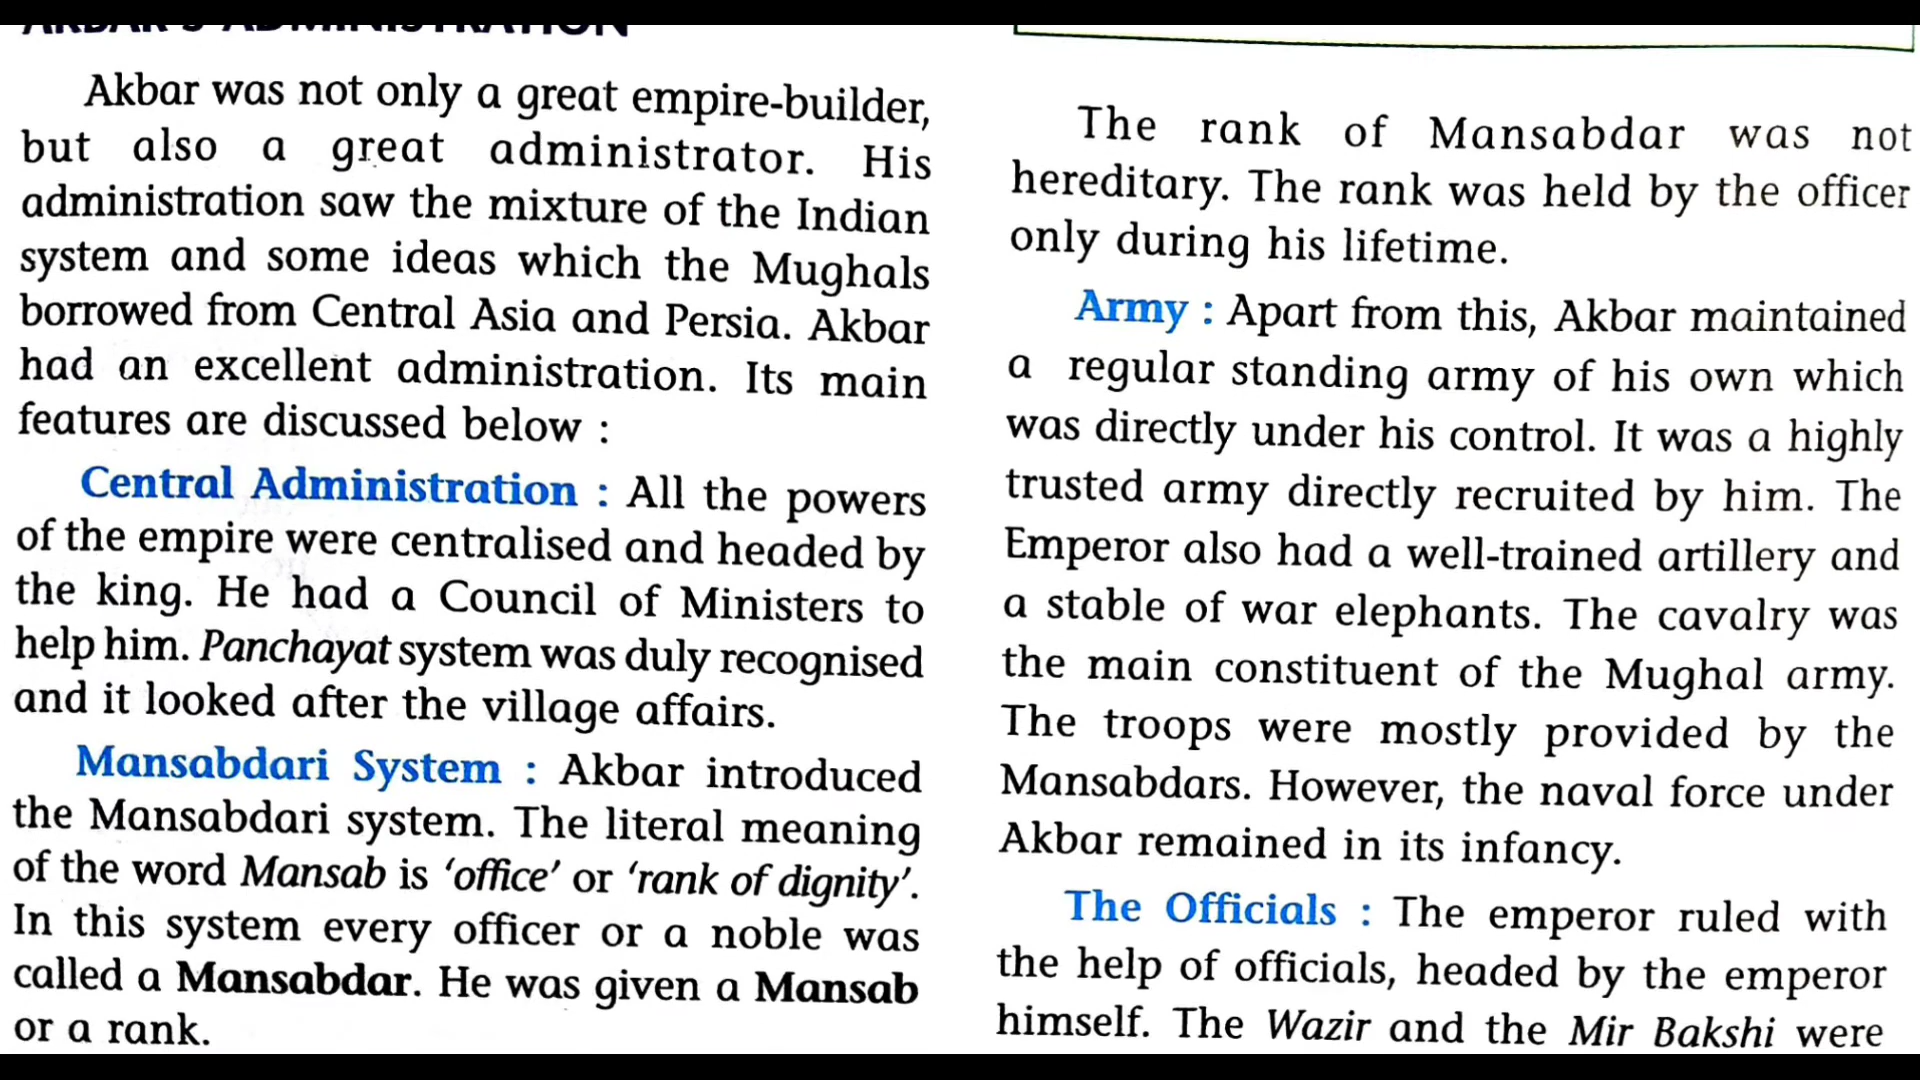 AKBAR'S ADMINISTRATION
Akbar was not only a great empire-builder,
but also a great administrator. His
administration saw the mixture of the Indian
system and some ideas which the Mughals
borrowed from Central Asia and Persia. Akbar
had an excellent administration. Its main
features are discussed below :
Central Administration : All the powers
of the empire were centralised and headed by
the king. He had a Council of Ministers to
help him. Panchayat system was duly recognised
and it looked after the village affairs.
Mansabdari System : Akbar introduced
the Mansabdari system. The literal meaning
of the word Mansab is ‘office’ or ‘rank of dignity’.
In this system every officer or a noble was
called a Mansabdar. He was given a Mansab
or a rank.
The rank of Mansabdar was not
hereditary. The rank was held by the officer
only during his lifetime.
Army : Apart from this, Akbar maintained
a regular standing army of his own which
was directly under his control. It was a highly
trusted army directly recruited by him. The
Emperor also had a well-trained artillery and
a stable of war elephants. The cavalry was
the main constituent of the Mughal army.
The troops were mostly provided by the
Mansabdars. However, the naval force under
Akbar remained in its infancy.
The Officials : The emperor ruled with
the help of officials, headed by the emperor
himself. The Wazir and the Mir Bakshi were